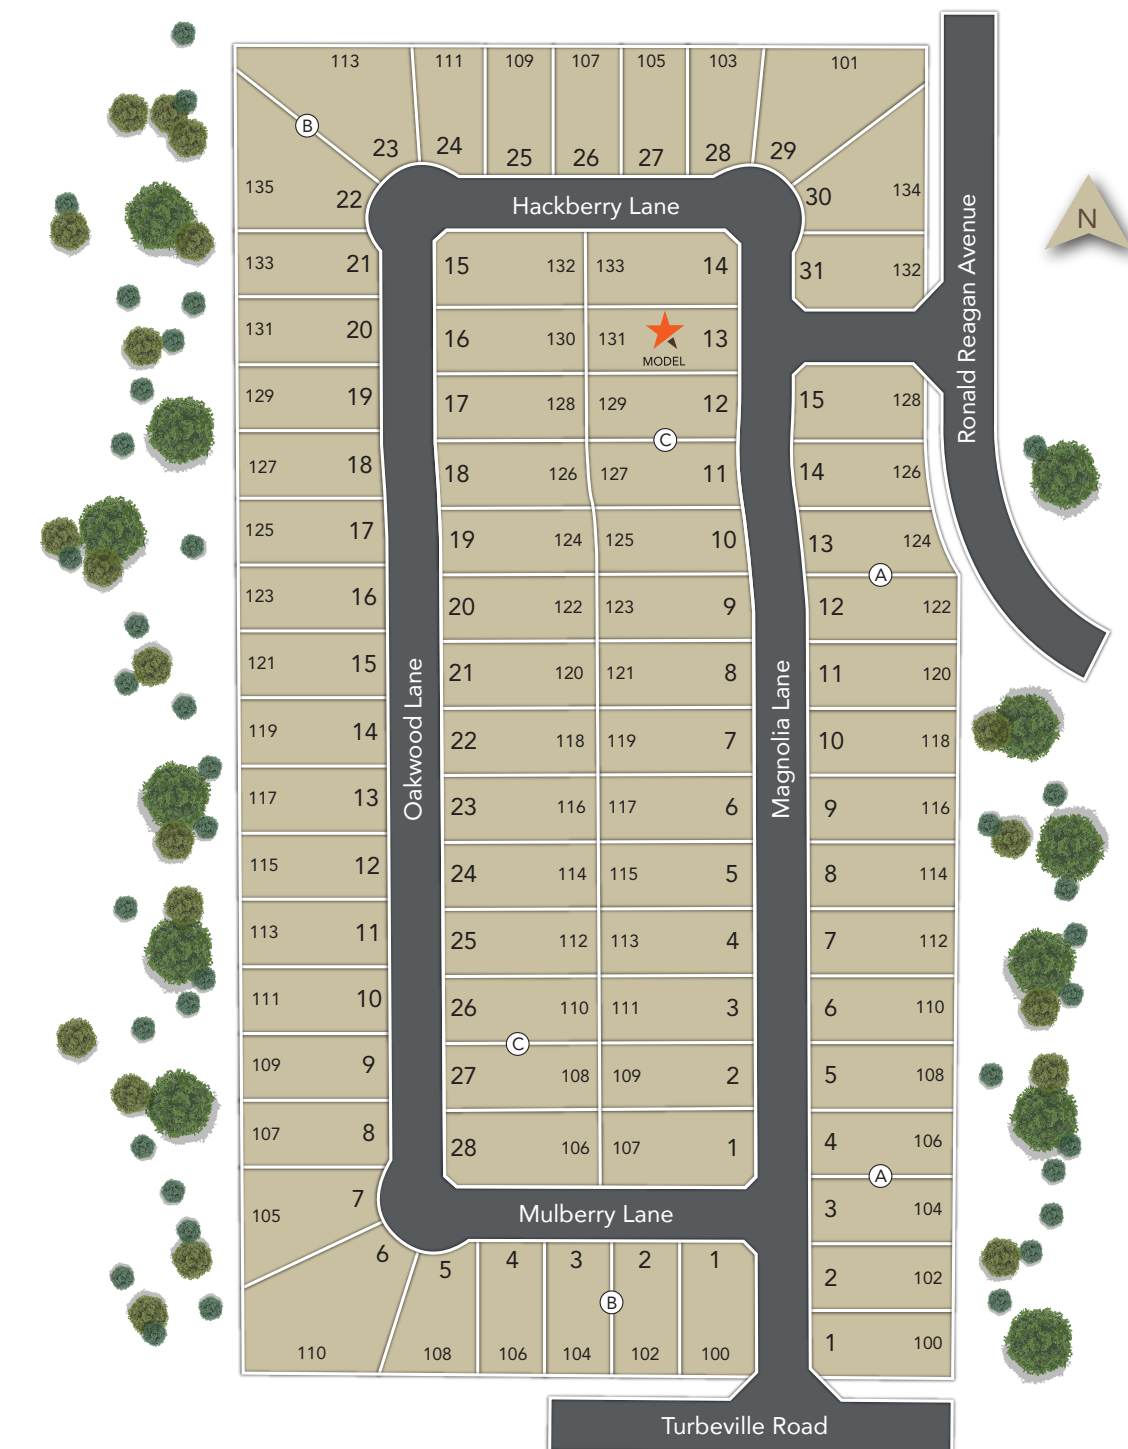 113 111 109 107 105 103 101
B
23 24 25 26 27 28 29
135 22 30 134
Hackberry Lane
N
133 21 15 132 133 14 31 132
131 20 16 130 131 13
MODEL
129 19 17 128 129 12 15 128
C
127 18 18 126 127 11 14 126
125 17 19 124 125 10 13 124
A
123 16 20 122 123 9 12 122
121 15 21 120 121 8 11 120
119 14 22 118 119 7 10 118
117 13 23 116 117 6 9 116
115 12 24 114 115 5 8 114
113 11 25 112 113 4 7 112
111 10 26 110 111 3 6 110
C
109 9 27 108 109 2 5 108
107 8 28 106 107 1 4 106
A
105 7 3 104
Mulberry Lane
6 5 4 3 2 1 2 102
B
110 108 106 104 102 100 1 100
Oakwood Lane
Magnolia Lane
Ronald Reagan Avenue
Turbeville Road